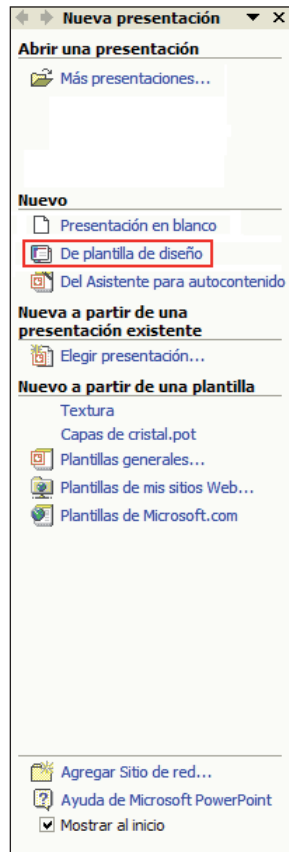 Nueva presentación
Abrir una presentación
Más presentaciones...
Nuevo
Presentación en blanco
De plantilla de diseño
Del Asistente para autocontenido
Nueva a partir de una
presentación existente
Elegir presentación...
Nuevo a partir de una plantilla
Textura
Capas de cristal.pot
Plantillas generales...
Plantillas de mis sitios Web...
Plantillas de Microsoft.com
Agregar Sitio de red...
Ayuda de Microsoft PowerPoint
Mostrar al inicio